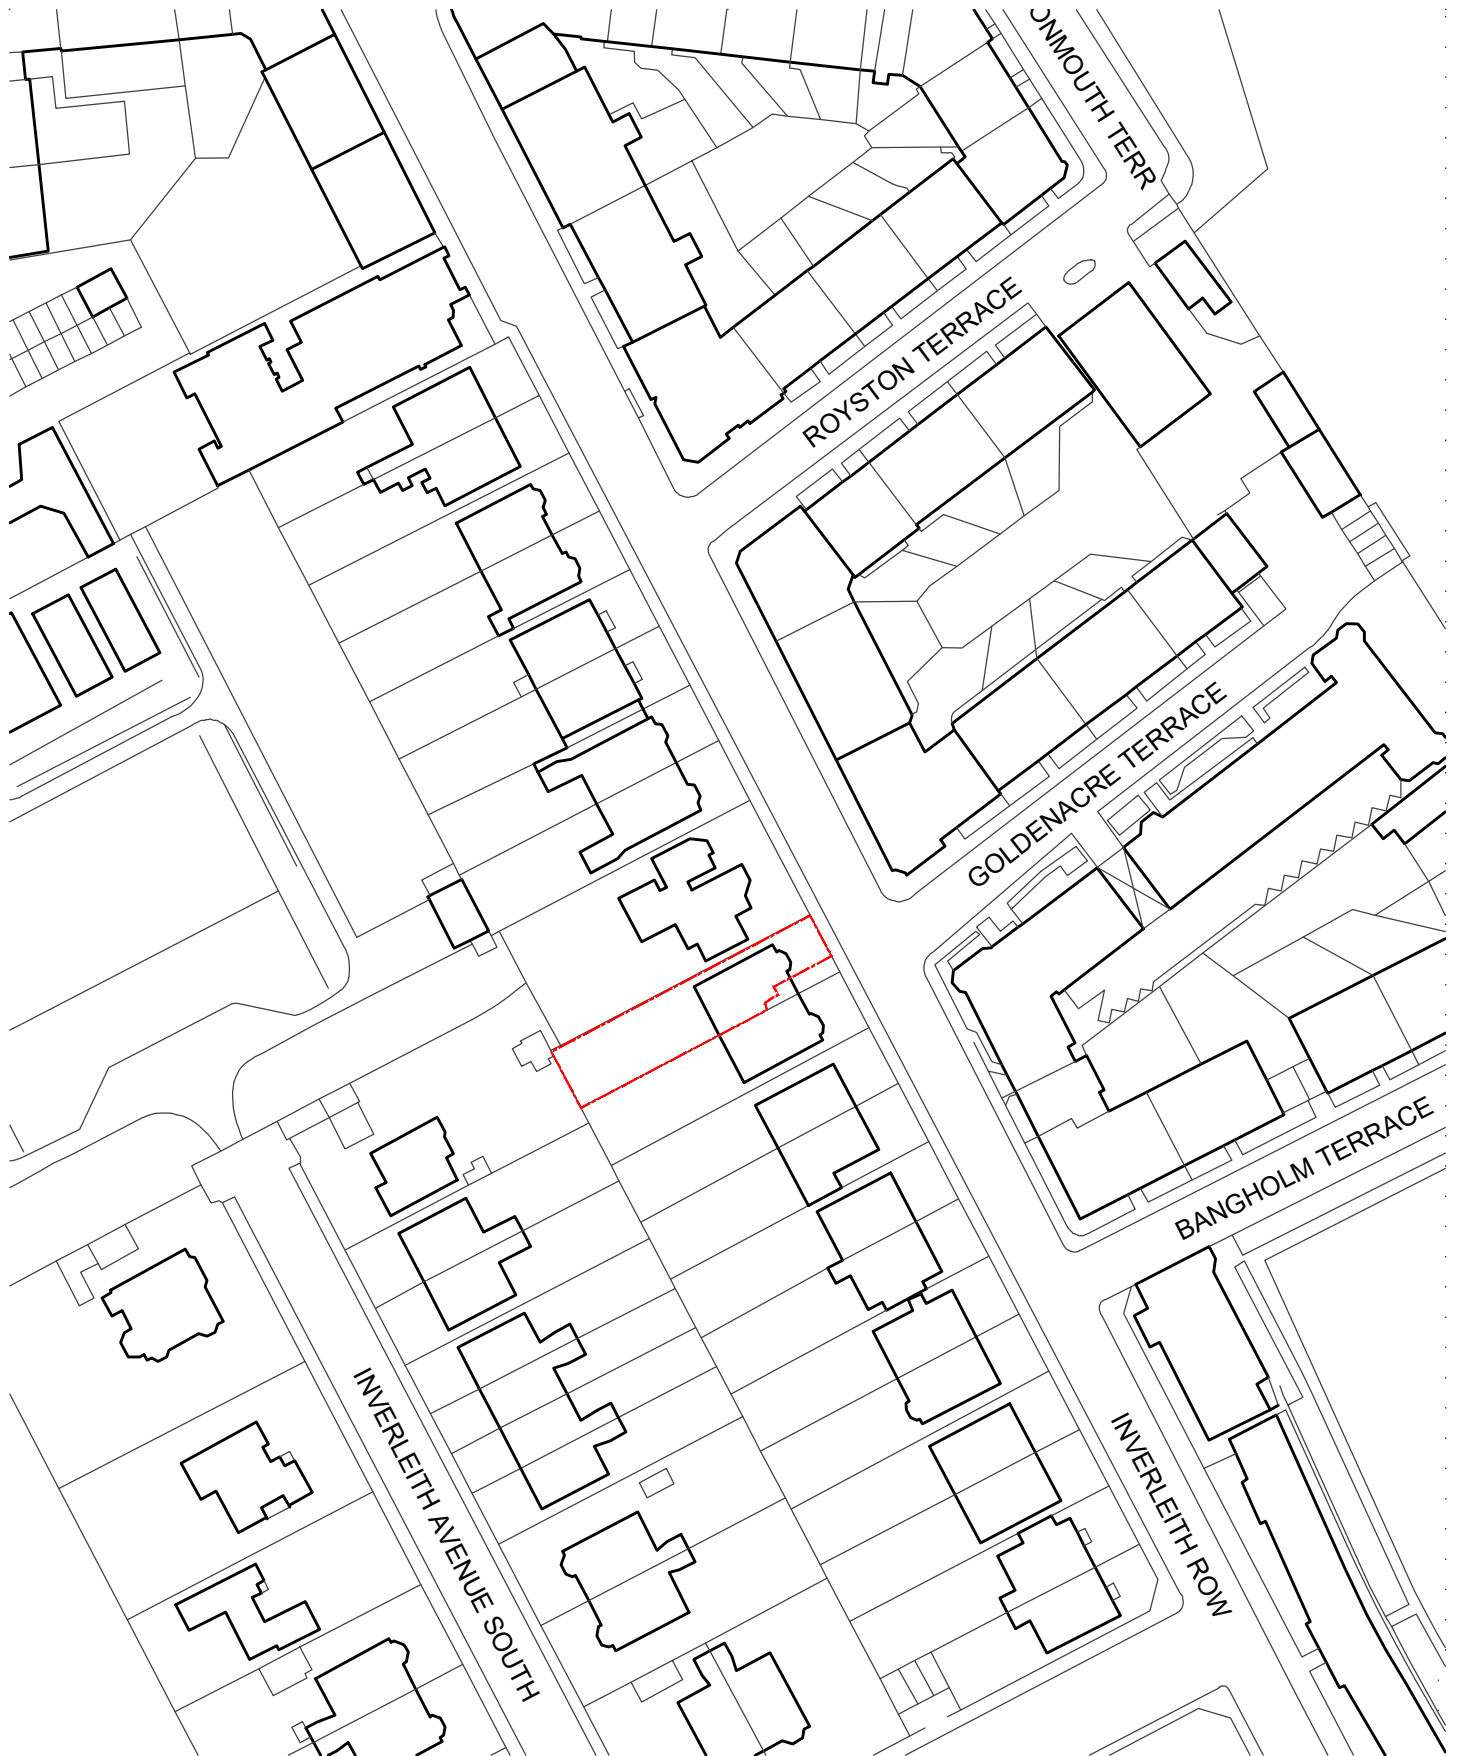 ONMOUTH TERR
ROYSTON TERRACE
GOLDENACRE TERRACE
BANGHOLM TERRACE
INVERLEITH AVENUE SOUTH
INVERLEITH ROW